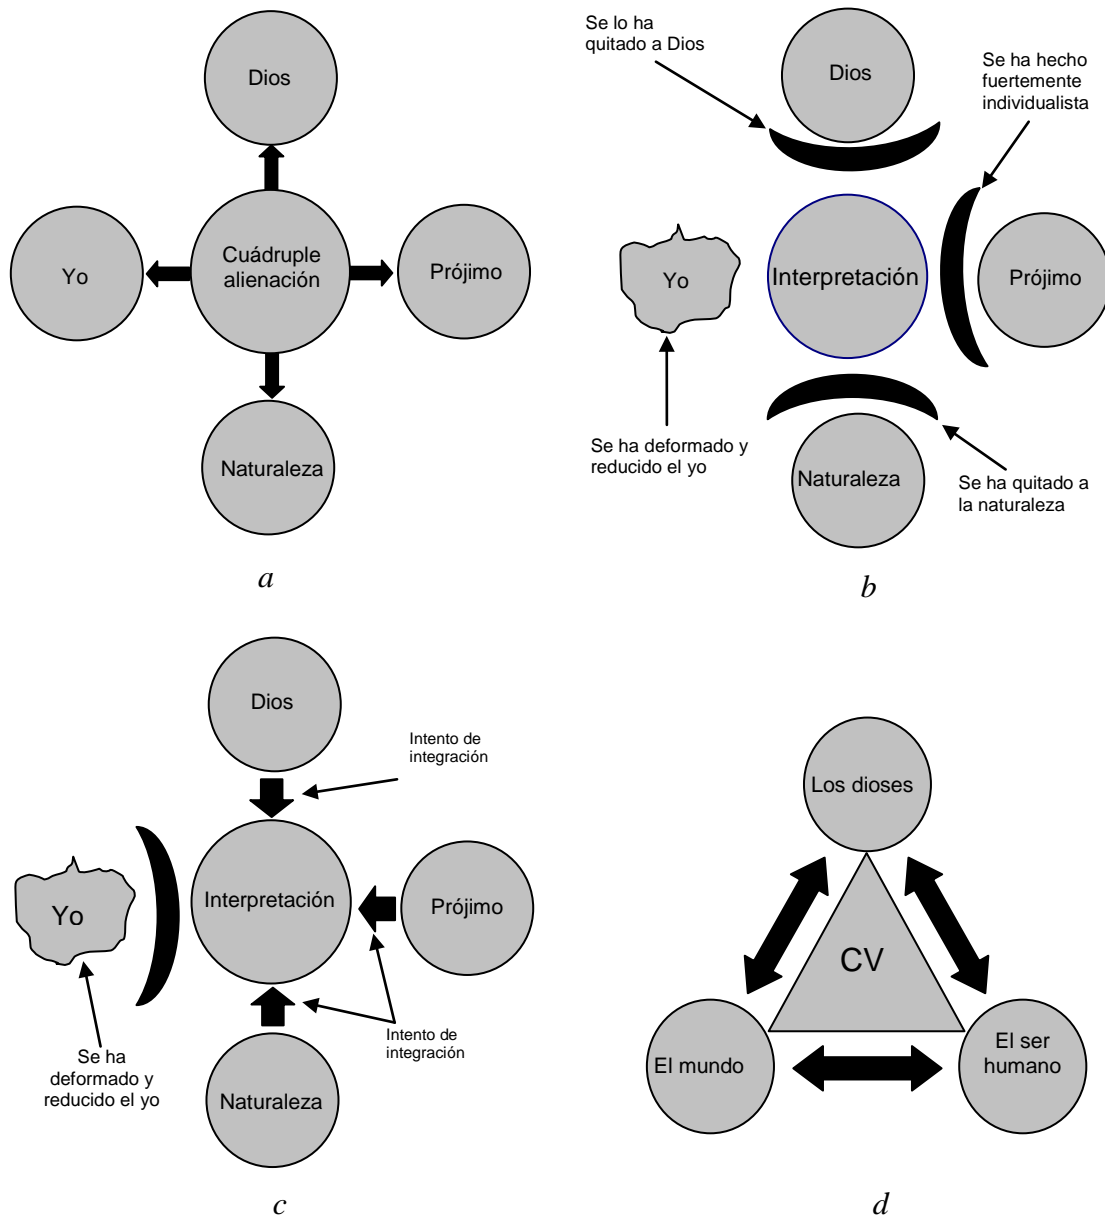 Dios
Cuádruple
alienación
Yo
Prójimo
Naturaleza
a
Se lo ha
quitado a Dios
Dios
Se ha hecho
fuertemente
individualista
Yo
Interpretación
Prójimo
Se ha deformado y
reducido el yo
Naturaleza
Se ha quitado a
la naturaleza
b
Dios
Intento de
integración
Yo
Interpretación
Prójimo
Se ha
deformado y
reducido el yo
Intento de
integración
Naturaleza
c
Los dioses
CV
El mundo
El ser
humano
d